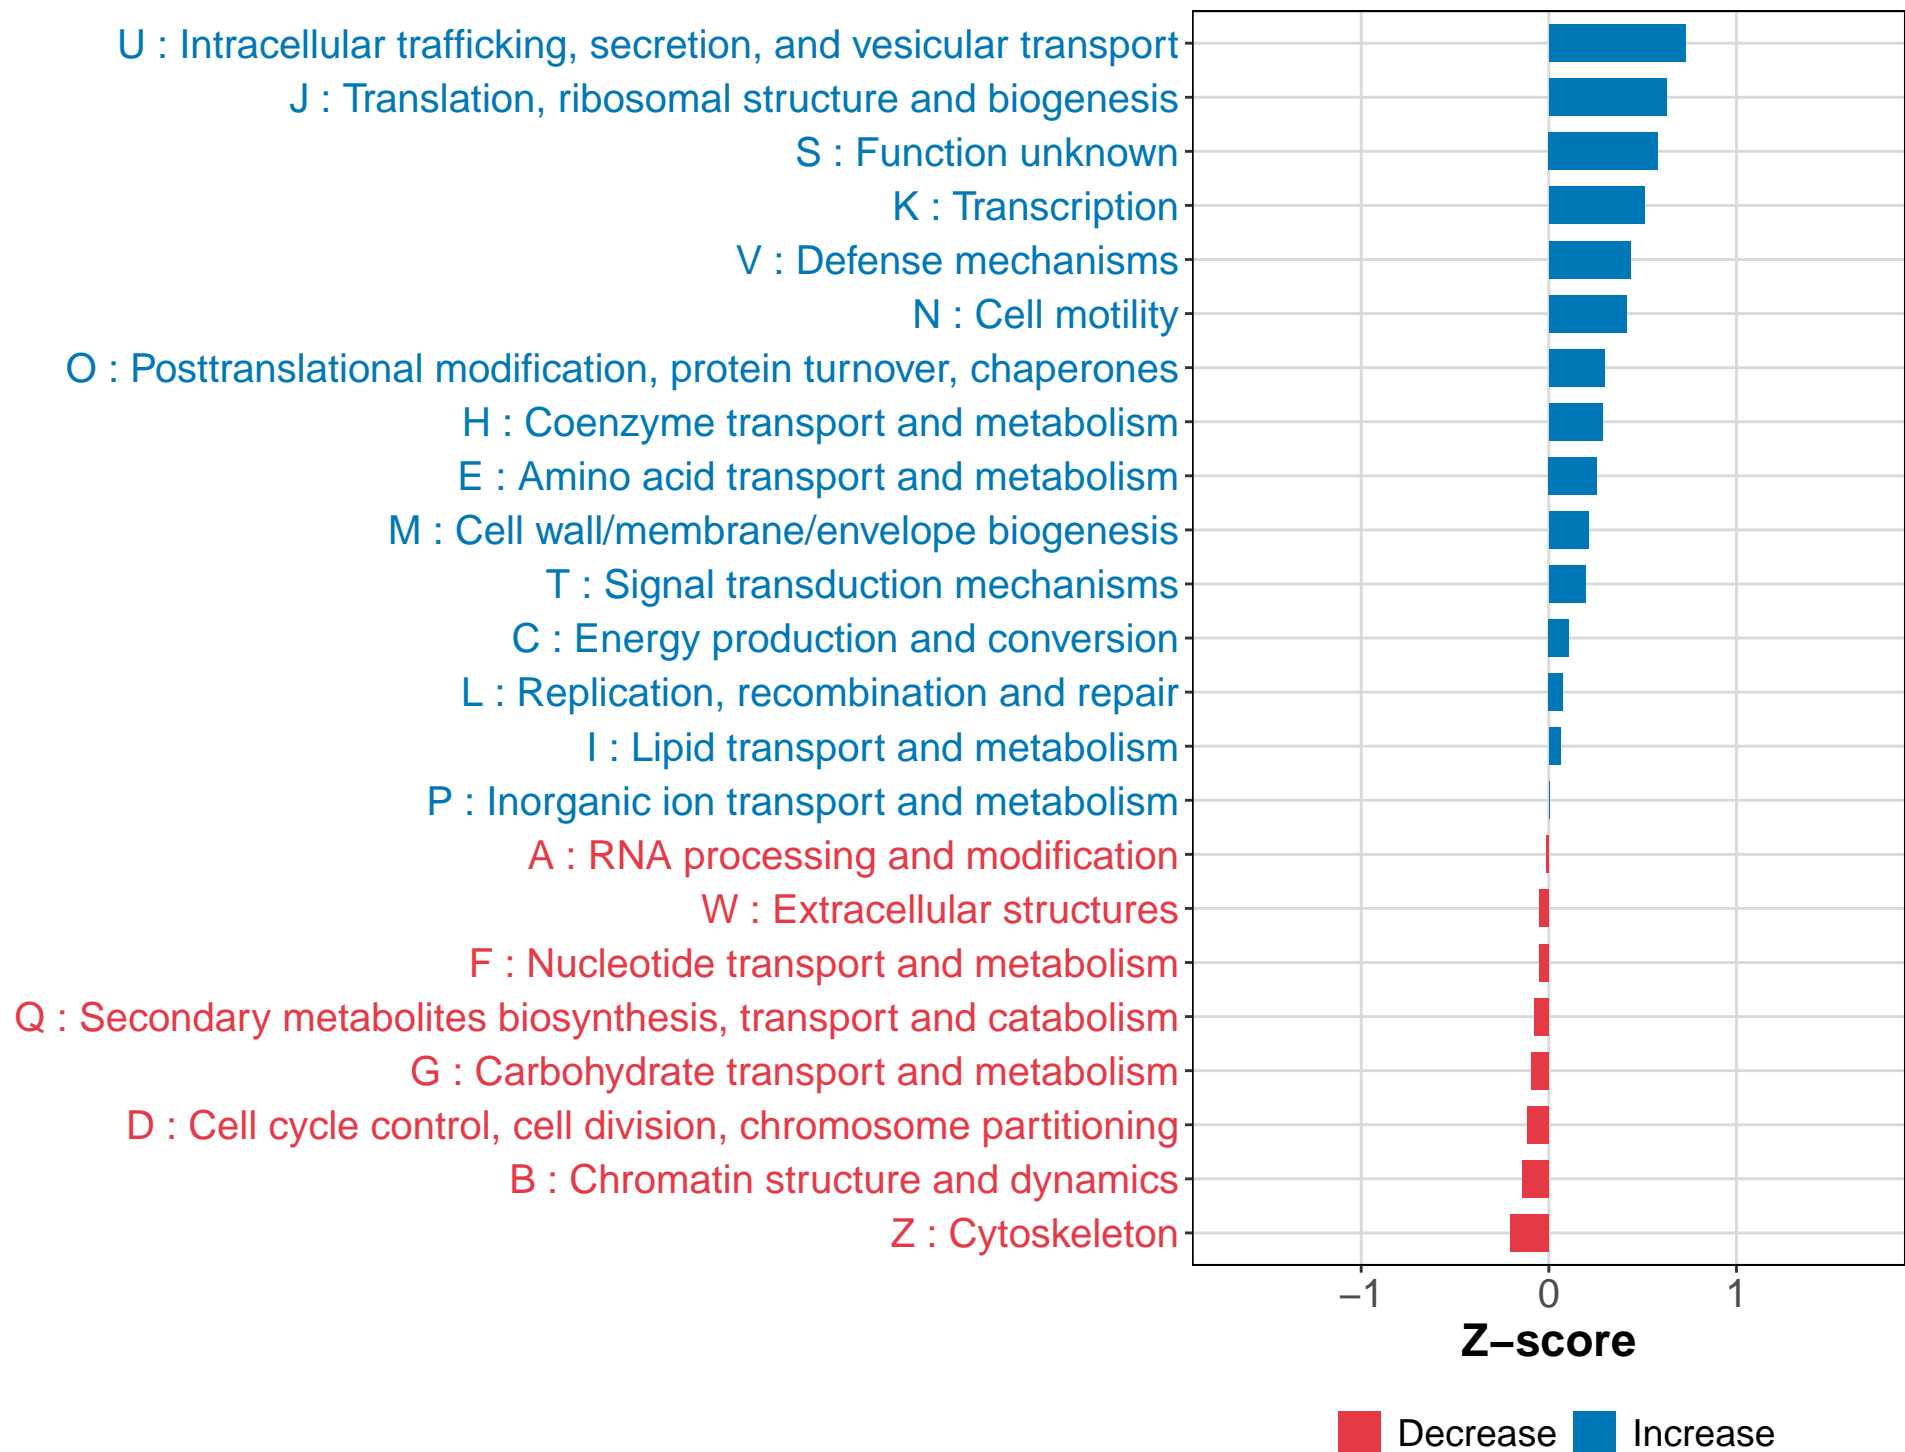 U : Intracellular trafficking, secretion, and vesicular transport
J : Translation, ribosomal structure and biogenesis
S : Function unknown
K : Transcription
V : Defense mechanisms
N : Cell motility
O : Posttranslational modification, protein turnover, chaperones
H : Coenzyme transport and metabolism
E : Amino acid transport and metabolism
M : Cell wall/membrane/envelope biogenesis
T : Signal transduction mechanisms
C : Energy production and conversion
L : Replication, recombination and repair
I : Lipid transport and metabolism
P : Inorganic ion transport and metabolism
A : RNA processing and modification
W : Extracellular structures
F : Nucleotide transport and metabolism
Q : Secondary metabolites biosynthesis, transport and catabolism
G : Carbohydrate transport and metabolism
D : Cell cycle control, cell division, chromosome partitioning
B : Chromatin structure and dynamics
Z : Cytoskeleton
−1 0 1
Z−score
Decrease Increase